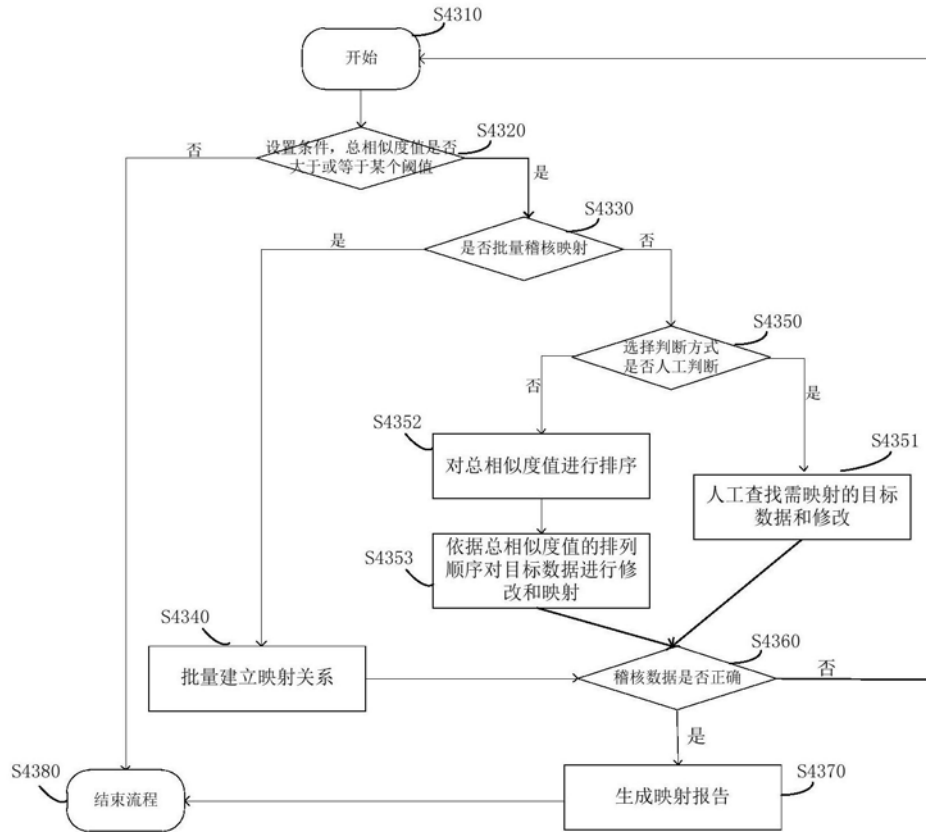 S4310
开始
S4320
设置条件，总相似度值是否
大于或等于某个阈值
否
是
S4330
是否批量稽核映射
是
否
S4350
选择判断方式
是否人工判断
否
是
S4352
对总相似度值进行排序
S4351
人工查找需映射的目标
数据和修改
S4353
依据总相似度值的排列
顺序对目标数据进行修
改和映射
S4340
批量建立映射关系
S4360
稽核数据是否正确
否
是
S4380
结束流程
S4370
生成映射报告